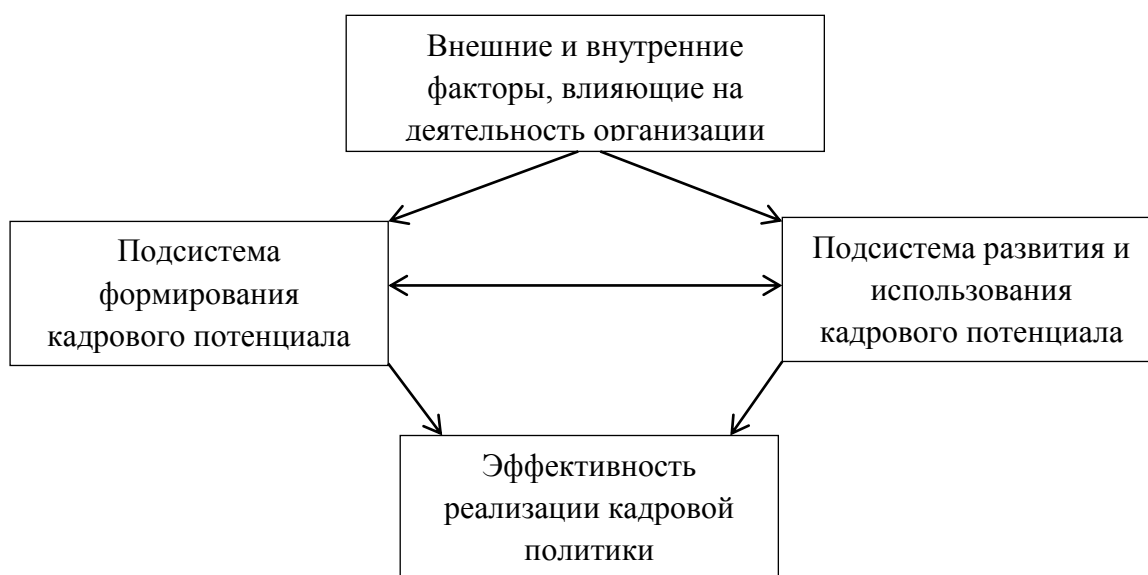 Внешние и внутренние
факторы, влияющие на
деятельность организации
Подсистема
формирования
кадрового потенциала
Подсистема развития и
использования
кадрового потенциала
Эффективность
реализации кадровой
политики